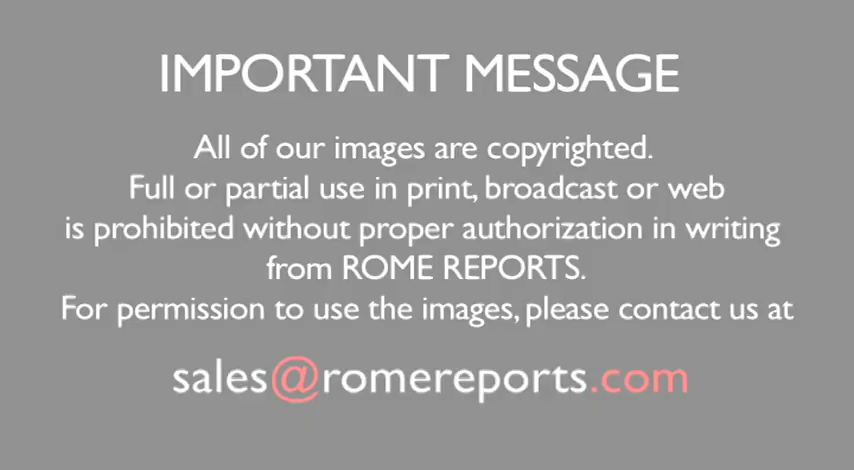 IMPORTANT MESSAGE
All of our images are copyrighted.
Full or partial use in print, broadcast or web
is prohibited without proper authorization in writing
from ROME REPORTS.
For permission to use the images, please contact us at
sales@romereports.com